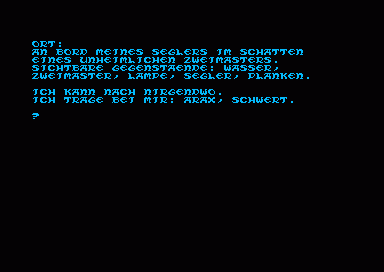 ORT:
AN BORD MEINES SEGLERS IM SCHATTEN
EINES UNHEIMLICHEN ZWEIMASTERS.
SICHTBARE GEGENSTAENDE: WASSER,
ZWEIMASTER, LAMPE, SEGLER, PLANKEN.
ICH KANN NACH NIRGENDWO.
ICH TRAGE BEI MIR: ARAX, SCHWERT.
?